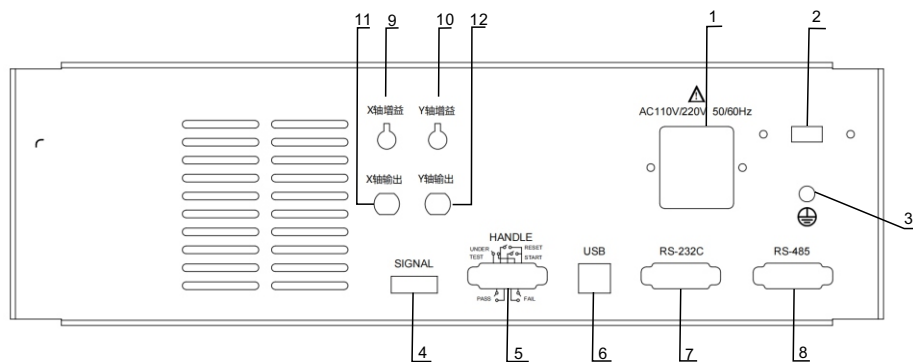 11 9 10 12 1 2
X轴增益 Y轴增益
AC110V/220V 50/60Hz
X轴输出 Y轴输出
3
HANDLE
UNDER TEST
RESET
START
SIGNAL
USB
RS-232C
RS-485
PASS FAIL
4 5 6 7 8